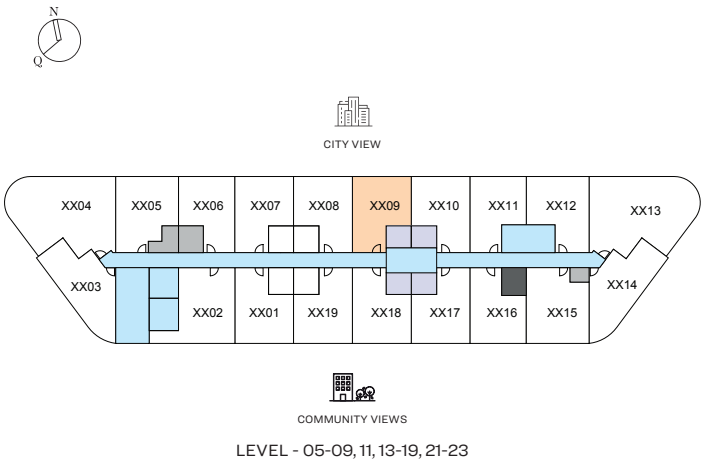 N
Q
CITY VIEW
XX04 XX05 XX06 XX07 XX08 XX09 XX10 XX11 XX12 XX13
XX03 XX14
XX02 XX01 XX19 XX18 XX17 XX16 XX15
COMMUNITY VIEWS
LEVEL - 05-09, 11, 13-19, 21-23